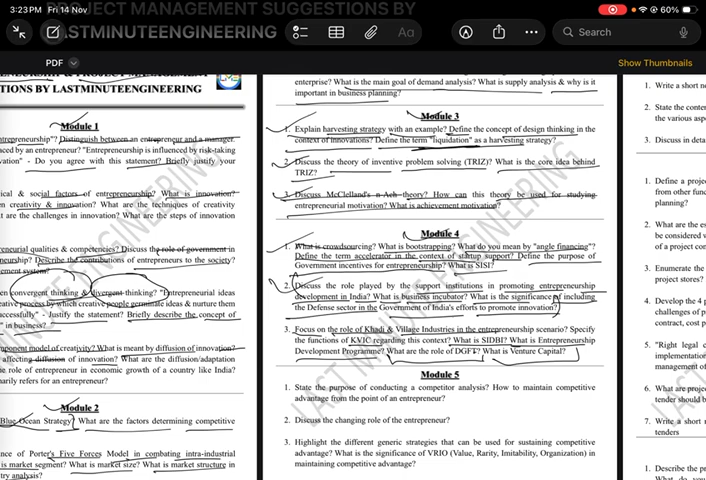 3:23 PM Fri 14 Nov
60%
PROJECT MANAGEMENT SUGGESTIONS BY
LASTMINUTEENGINEERING
Aa
Search
PDF
Show Thumbnails
TIONS BY LASTMINUTEENGINEERING
Module 1
ntrepreneurship"? Distinguish between an entrepreneur and a manager.
nced by an entrepreneur? "Entrepreneurship is influenced by risk-taking
vation" - Do you agree with this statement? Briefly justify your
ical & social factors of entrepreneurship? What is innovation?
en creativity & innovation? What are the techniques of creativity
t are the challenges in innovation? What are the steps of innovation
reneurial qualities & competencies? Discuss the role of government in
neurship? Describe the contributions of entrepreneurs to the society?
ement system?
en convergent thinking & divergent thinking? "Entrepreneurial ideas
eative process by which creative people germinate ideas & nurture them
uccessfully" - Justify the statement? Briefly describe the concept of
" in business?
mponent model of creativity? What is meant by diffusion of innovation?
affecting diffusion of innovation? What are the diffusion/adaptation
he role of entrepreneur in economic growth of a country like India?
narily refers for an entrepreneur?
Module 2
Blue Ocean Strategy? What are the factors determining competitive
nce of Porter's Five Forces Model in combating intra-industrial
is market segment? What is market size? What is market structure in
try analysis?
enterprise? What is the main goal of demand analysis? What is supply analysis & why is it
important in business planning?
Module 3
1. Explain harvesting strategy with an example? Define the concept of design thinking in the
context of innovations? Define the term "liquidation" as a harvesting strategy?
2. Discuss the theory of inventive problem solving (TRIZ)? What is the core idea behind
TRIZ?
3. Discuss McClelland's n-Ach theory? How can this theory be used for studying
entrepreneurial motivation? What is achievement motivation?
Module 4
1. What is crowdsourcing? What is bootstrapping? What do you mean by "angle financing"?
Define the term accelerator in the context of startup support? Define the purpose of
Government incentives for entrepreneurship? What is SISI?
2. Discuss the role played by the support institutions in promoting entrepreneurship
development in India? What is business incubator? What is the significance of including
the Defense sector in the Government of India's efforts to promote innovation?
3. Focus on the role of Khadi & Village Industries in the entrepreneurship scenario? Specify
the functions of KVIC regarding this context? What is SIDBI? What is Entrepreneurship
Development Programme? What are the role of DGFT? What is Venture Capital?
Module 5
1. State the purpose of conducting a competitor analysis? How to maintain competitive
advantage from the point of an entrepreneur?
2. Discuss the changing role of the entrepreneur?
3. Highlight the different generic strategies that can be used for sustaining competitive
advantage? What is the significance of VRIO (Value, Rarity, Imitability, Organization) in
maintaining competitive advantage?
1. Write a short n
2. State the conten
the various aspe
3. Discuss in deta
1. Define a projec
from other funct
planning?
2. What are the es
be considered w
of a project con
3. Enumerate the
project stores?
4. Develop the 4 p
challenges of p
contract, cost p
5. "Right legal c
implementation
management of
6. What are projec
tender should b
7. Write a short n
tenders
1. Describe the pr